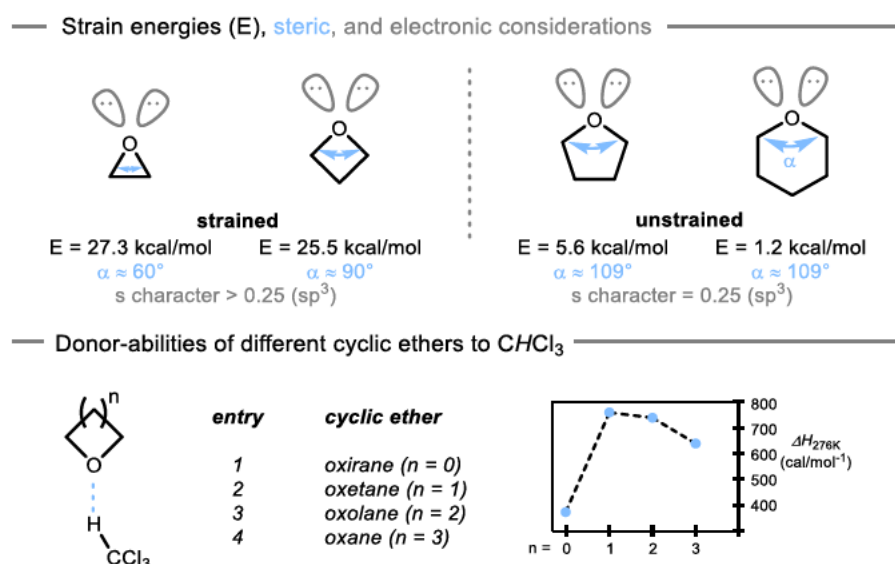 Strain energies (E), steric, and electronic considerations
O O O O
α
strained unstrained
E = 27.3 kcal/mol E = 25.5 kcal/mol E = 5.6 kcal/mol E = 1.2 kcal/mol
α ≈ 60° α ≈ 90° α ≈ 109° α ≈ 109°
s character > 0.25 (sp³) s character = 0.25 (sp³)
Donor-abilities of different cyclic ethers to CHCl₃
n
O
H
CCl₃
entry cyclic ether
1 oxirane (n = 0)
2 oxetane (n = 1)
3 oxolane (n = 2)
4 oxane (n = 3)
800
700
600
500
400
ΔH₂₇₆K
(cal/mol⁻¹)
n = 0 1 2 3